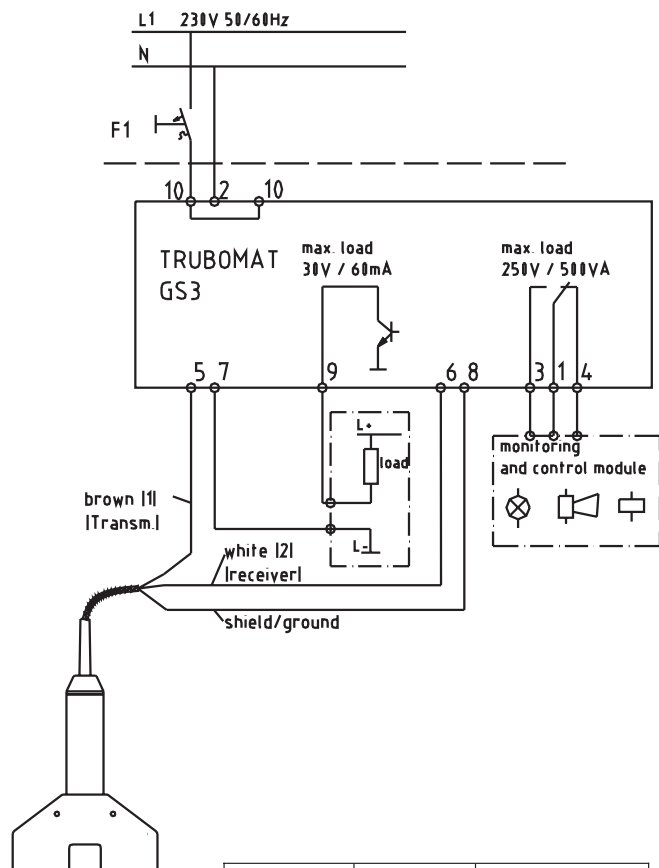 L1 230V 50/60Hz
N
F1
10 2 10
TRUBOMAT
GS3
max. load
30V / 60mA
max. load
250V / 500VA
5 7 9 6 8 3 1 4
L+
load
L-
monitoring
and control module
brown |1|
|Transm.|
white |2|
|receiver|
shield/ground